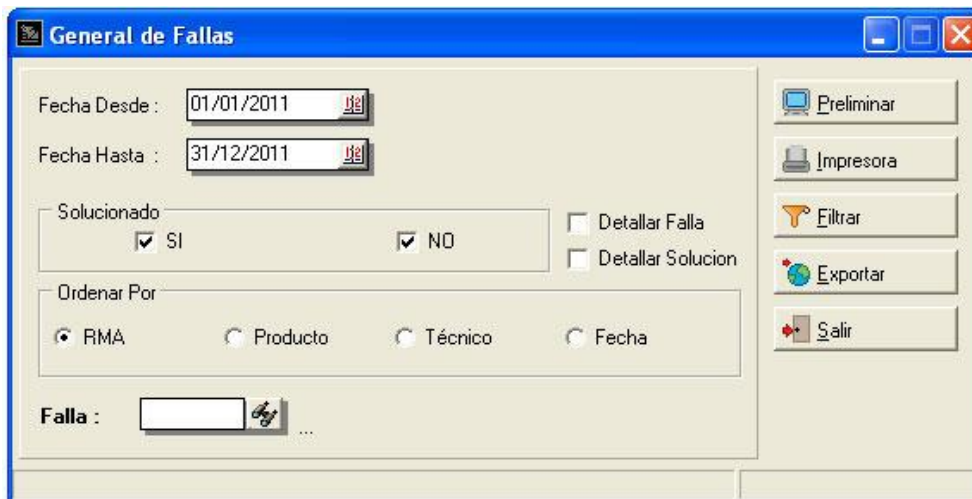 General de Fallas
Fecha Desde : 01/01/2011
Fecha Hasta : 31/12/2011
Solucionado
SI NO
Detallar Falla
Detallar Solucion
Ordenar Por
RMA Producto Técnico Fecha
Falla : ...
Preliminar
Impresora
Filtrar
Exportar
Salir